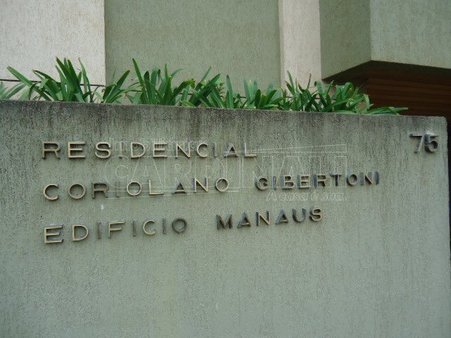 RESIDENCIAL
CORIOLANO GIBERTONI
EDIFICIO MANAUS
75